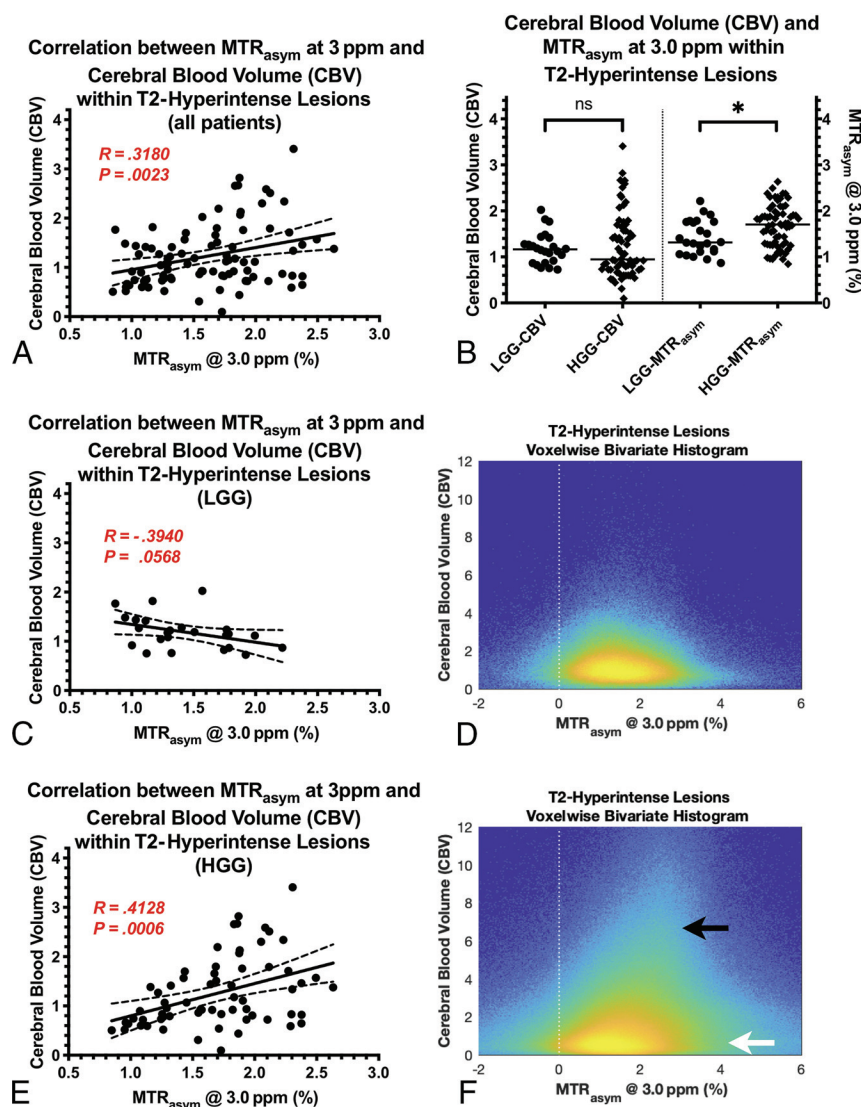 Correlation between MTRasym at 3 ppm and
Cerebral Blood Volume (CBV)
within T2-Hyperintense Lesions
(all patients)
R = .3180
P = .0023
Cerebral Blood Volume (CBV)
4
3
2
1
0
0.5 1.0 1.5 2.0 2.5 3.0
MTRasym @ 3.0 ppm (%)
A
Cerebral Blood Volume (CBV) and
MTRasym at 3.0 ppm within
T2-Hyperintense Lesions
ns
*
Cerebral Blood Volume (CBV)
4
3
2
1
0
4
3
2
1
0
MTRasym @ 3.0 ppm (%)
LGG-CBV
HGG-CBV
LGG-MTRasym
HGG-MTRasym
B
Correlation between MTRasym at 3 ppm and
Cerebral Blood Volume (CBV)
within T2-Hyperintense Lesions
(LGG)
R = -.3940
P = .0568
Cerebral Blood Volume (CBV)
4
3
2
1
0
0.5 1.0 1.5 2.0 2.5 3.0
MTRasym @ 3.0 ppm (%)
C
T2-Hyperintense Lesions
Voxelwise Bivariate Histogram
Cerebral Blood Volume (CBV)
12
10
8
6
4
2
0
-2 0 2 4 6
MTRasym @ 3.0 ppm (%)
D
Correlation between MTRasym at 3ppm and
Cerebral Blood Volume (CBV)
within T2-Hyperintense Lesions
(HGG)
R = .4128
P = .0006
Cerebral Blood Volume (CBV)
4
3
2
1
0
0.5 1.0 1.5 2.0 2.5 3.0
MTRasym @ 3.0 ppm (%)
E
T2-Hyperintense Lesions
Voxelwise Bivariate Histogram
Cerebral Blood Volume (CBV)
12
10
8
6
4
2
0
-2 0 2 4 6
MTRasym @ 3.0 ppm (%)
F